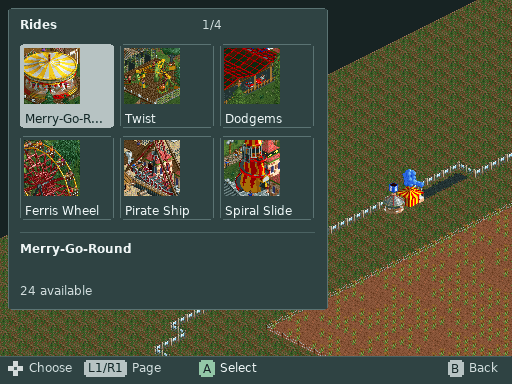 Rides 1/4
Merry-Go-R... Twist Dodgems
Ferris Wheel Pirate Ship Spiral Slide
Merry-Go-Round
24 available
Choose L1/R1 Page A Select B Back